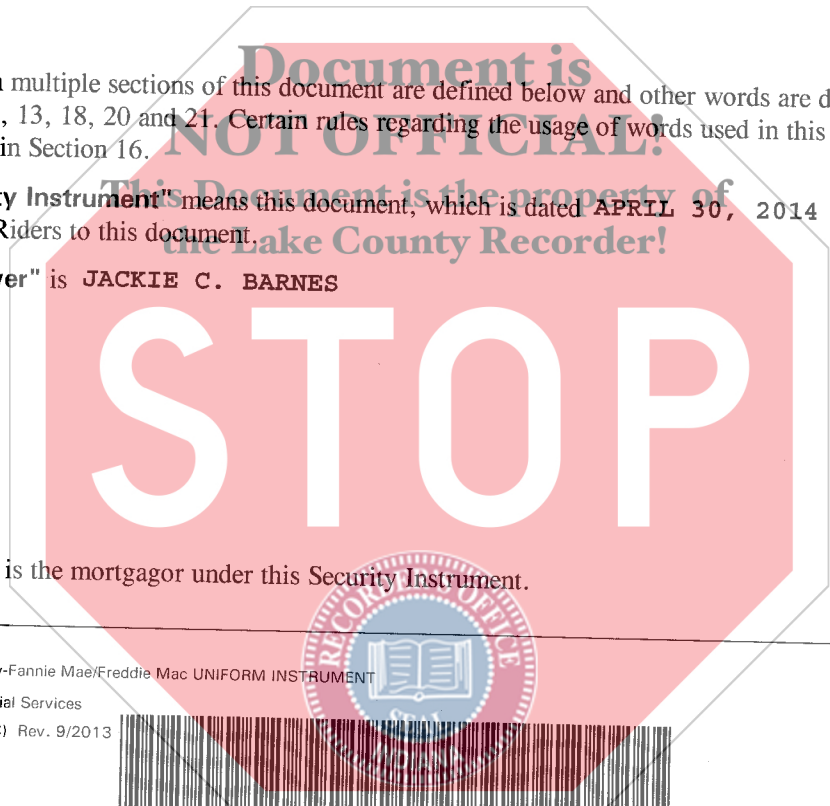 Document is
multiple sections of this document are defined below and other words are d
, 13, 18, 20 and 21. Certain rules regarding the usage of words used in this
NOT OFFICIAL!
in Section 16.
This Document is the property of
ty Instrument" means this document, which is dated APRIL 30, 2014
Riders to this document.
the Lake County Recorder!
er" is JACKIE C. BARNES
STOP
is the mortgagor under this Security Instrument.
RECORDER'S OFFICE
-Fannie Mae/Freddie Mac UNIFORM INSTRUMENT
ial Services
) Rev. 9/2013
SEAL
INDIANA